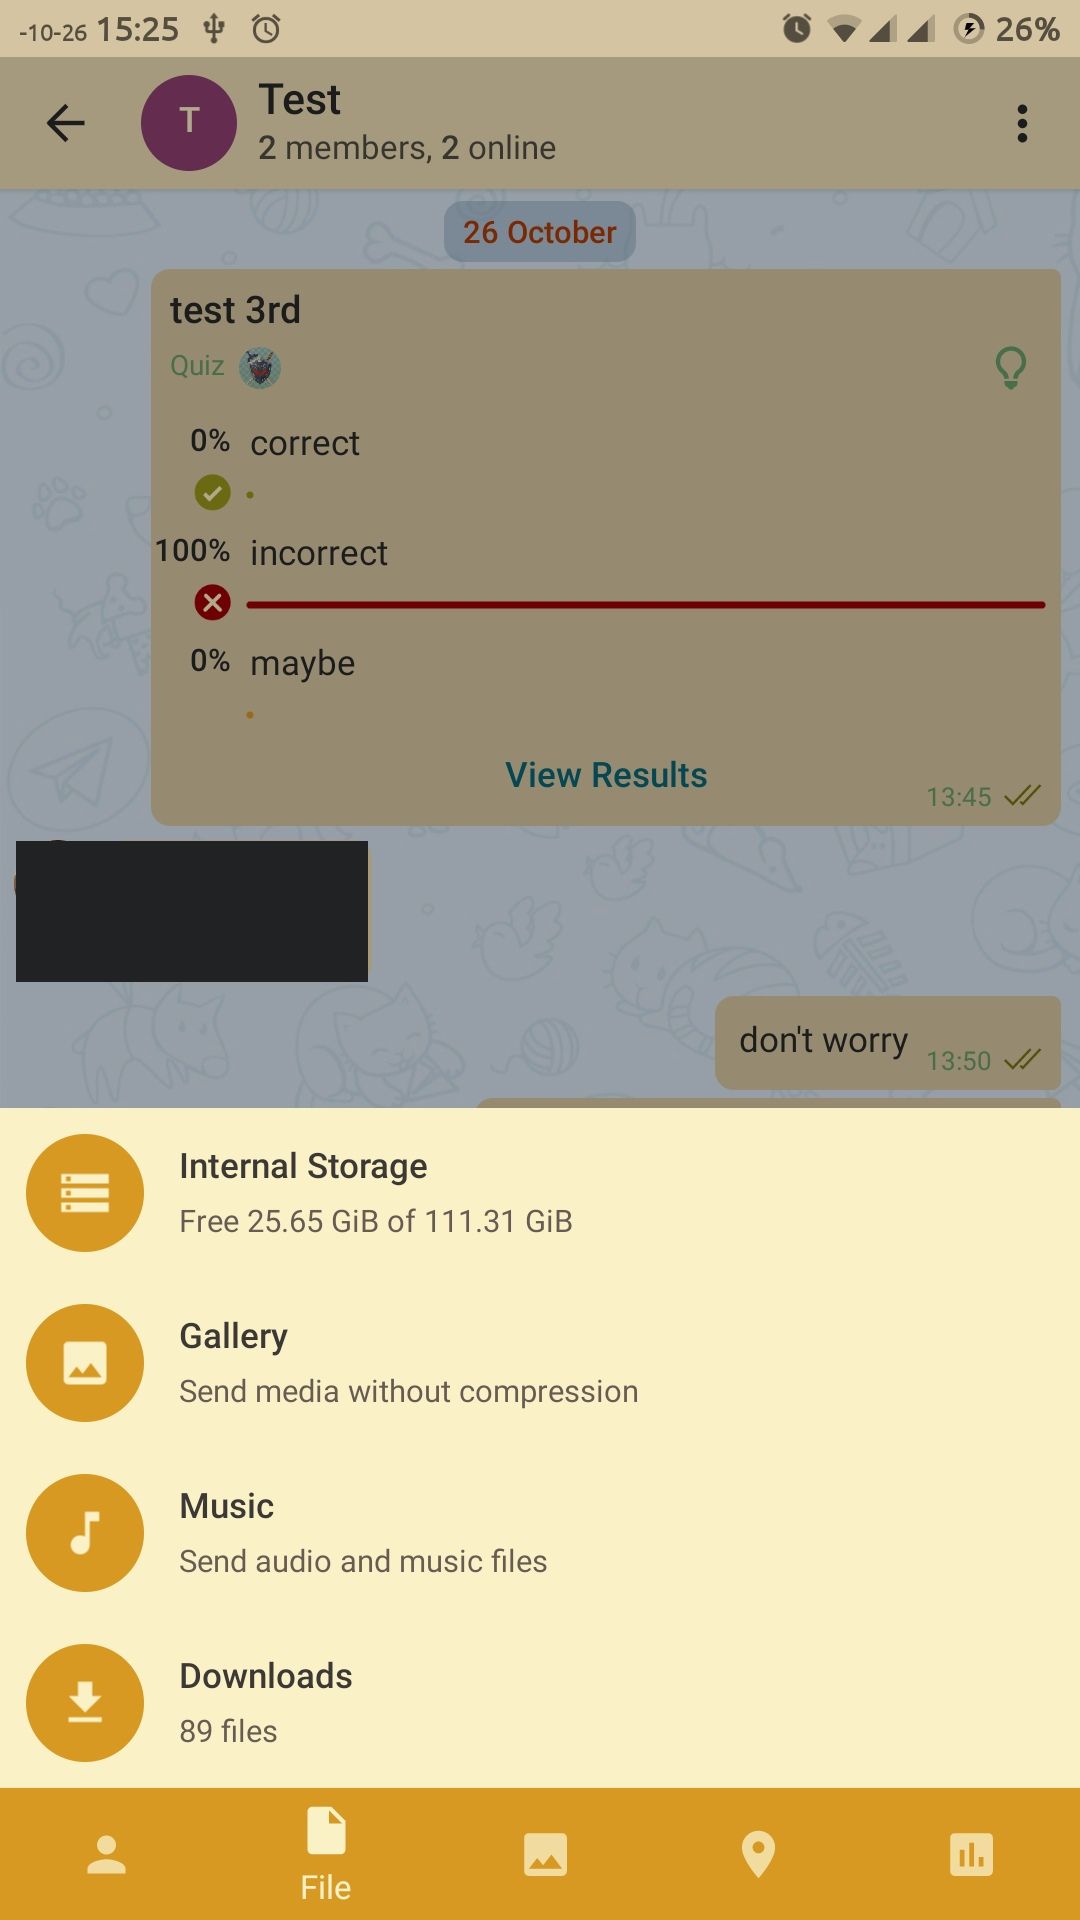 -10-26 15:25 26%
T
Test
2 members, 2 online
26 October
test 3rd
Quiz
0% correct
100% incorrect
0% maybe
View Results
13:45
don't worry 13:50
Internal Storage
Free 25.65 GiB of 111.31 GiB
Gallery
Send media without compression
Music
Send audio and music files
Downloads
89 files
File